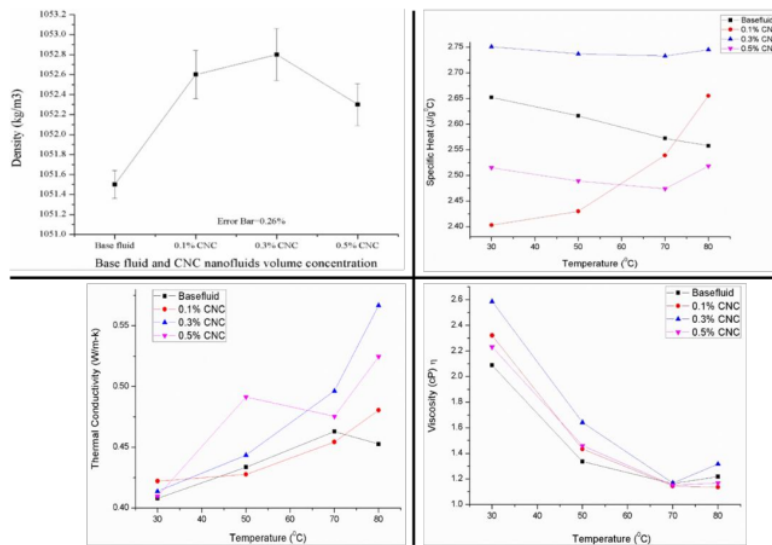 1053.2
1053.0
1052.8
1052.6
1052.4
1052.2
1052.0
1051.8
1051.6
1051.4
1051.2
1051.0
Density (kg/m3)
Error Bar=0.26%
Base fluid 0.1% CNC 0.3% CNC 0.5% CNC
Base fluid and CNC nanofluids volume concentration
Basefluid
0.1% CNC
0.3% CNC
0.5% CNC
2.75
2.70
2.65
2.60
2.55
2.50
2.45
2.40
Specific Heat (J/g⁰C)
30 40 50 60 70 80
Temperature (⁰C)
Basefluid
0.1% CNC
0.3% CNC
0.5% CNC
0.55
0.50
0.45
0.40
Thermal Conductivity (W/m-k)
30 40 50 60 70 80
Temperature (⁰C)
Basefluid
0.1% CNC
0.3% CNC
0.5% CNC
2.6
2.4
2.2
2.0
1.8
1.6
1.4
1.2
1.0
Viscosity (cP) η
30 40 50 60 70 80
Temperature (⁰C)